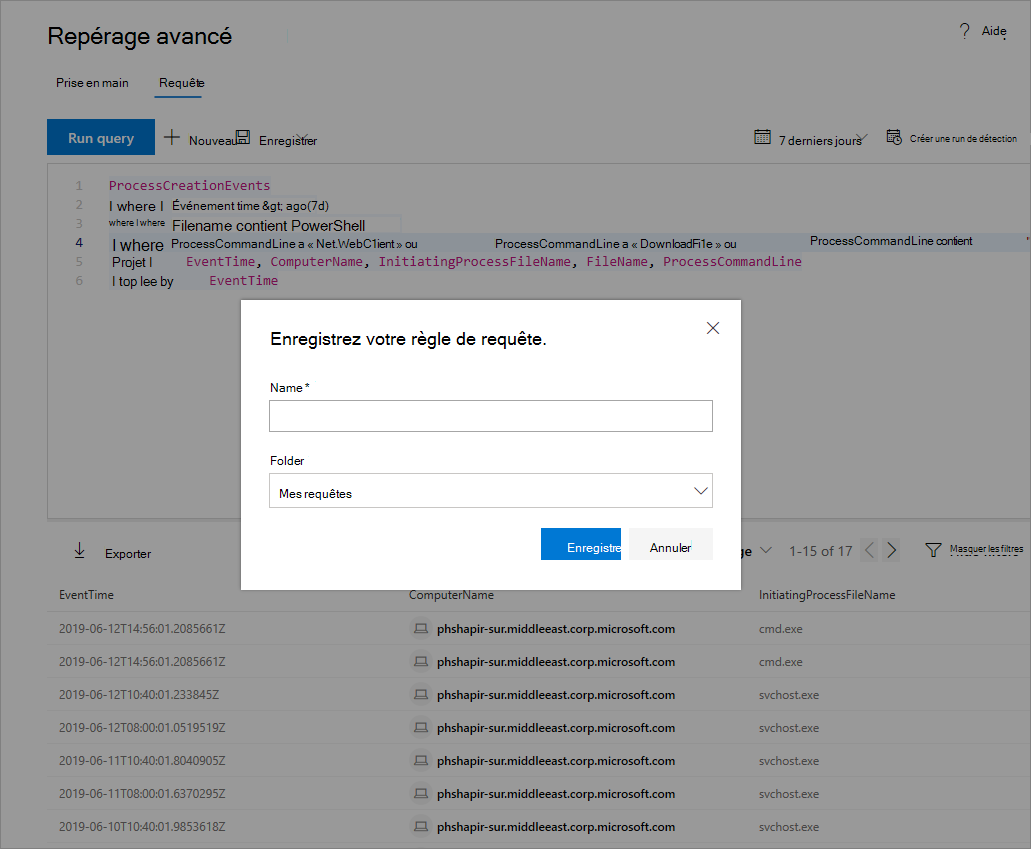 Repérage avancé
? Aide
Prise en main Requête
Run query Nouveau Enregistrer 7 derniers jours Créer une run de détection
1 ProcessCreationEvents
2 I where I Événement time &gt; ago(7d)
3 where I where Filename contient PowerShell
4 I where ProcessCommandLine a « Net.WebC1ient » ou ProcessCommandLine a « DownloadFi1e » ou ProcessCommandLine contient
5 Projet I EventTime, ComputerName, InitiatingProcessFileName, FileName, ProcessCommandLine
6 I top lee by EventTime
Enregistrez votre règle de requête.
Name *
Folder
Mes requêtes
Enregistre Annuler
Exporter 1-15 of 17 Masquer les filtres
EventTime ComputerName InitiatingProcessFileName
2019-06-12T14:56:01.2085661Z phshapir-sur.middleeast.corp.microsoft.com cmd.exe
2019-06-12T14:56:01.2085661Z phshapir-sur.middleeast.corp.microsoft.com cmd.exe
2019-06-12T10:40:01.233845Z phshapir-sur.middleeast.corp.microsoft.com svchost.exe
2019-06-12T08:00:01.0519519Z phshapir-sur.middleeast.corp.microsoft.com svchost.exe
2019-06-11T10:40:01.8040905Z phshapir-sur.middleeast.corp.microsoft.com svchost.exe
2019-06-11T08:00:01.6370295Z phshapir-sur.middleeast.corp.microsoft.com svchost.exe
2019-06-10T10:40:01.9853618Z phshapir-sur.middleeast.corp.microsoft.com svchost.exe